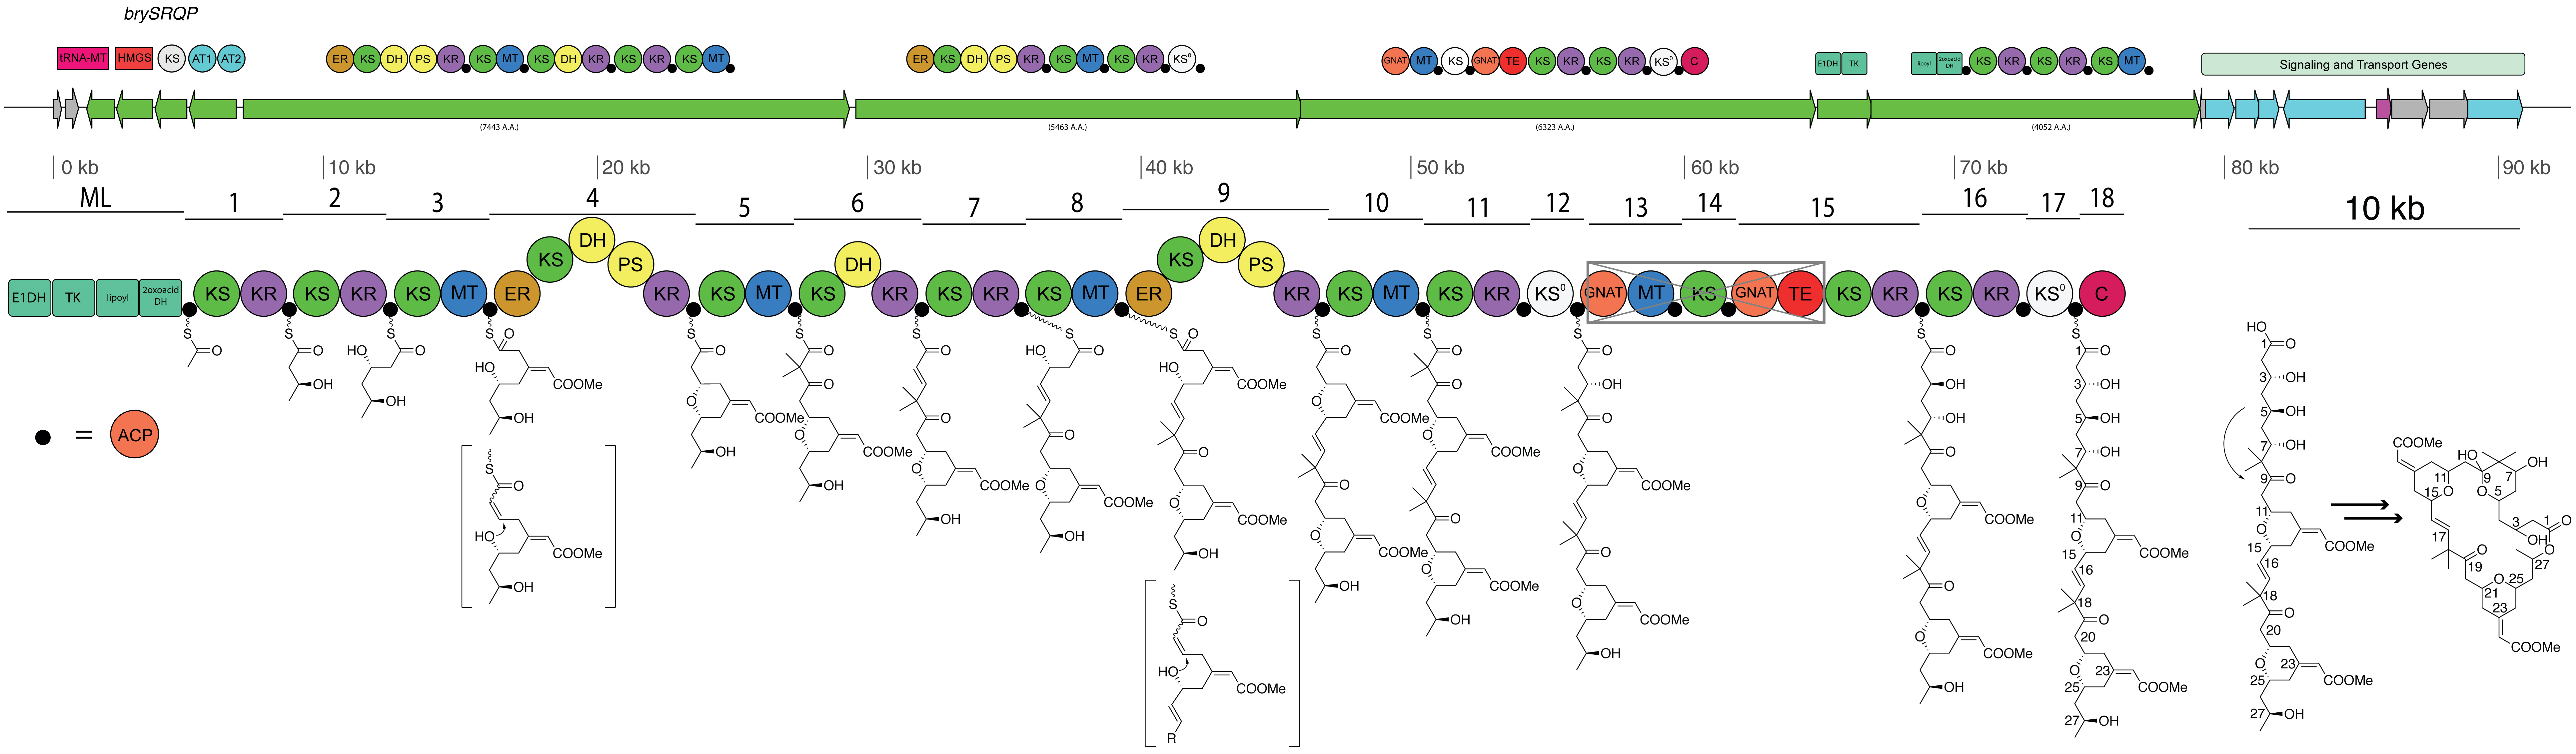 brySRQP
tRNA-MT HMGS KS AT1 AT2
ER KS DH PS KR KS MT KS DH KR KS KR KS MT
ER KS DH PS KR KS MT KS KR KS0
GNAT MT KS GNAT TE KS KR KS KR KS0 C
E1DH TK
lipoyl 2oxoacid DH KS KR KS KR KS MT
Signaling and Transport Genes
(7443 A.A.) (5463 A.A.) (6323 A.A.) (4052 A.A.)
0 kb 10 kb 20 kb 30 kb 40 kb 50 kb 60 kb 70 kb 80 kb 90 kb
ML 1 2 3 4 5 6 7 8 9 10 11 12 13 14 15 16 17 18
10 kb
E1DH TK lipoyl 2oxoacid DH KS KR KS KR KS MT ER KS DH PS KR KS MT KS DH KR KS KR KS MT ER KS DH PS KR KS MT KS KR KS0 GNAT MT KS GNAT TE KS KR KS KR KS0 C
= ACP
S
O
S
O
OH
S
O
HO
OH
S
O
HO
COOMe
OH
S
O
HO
COOMe
OH
S
O
O
COOMe
OH
S
O
O
O
COOMe
OH
S
O
O
O
COOMe
OH
S
O
HO
O
O
COOMe
OH
S
O
HO
COOMe
O
O
COOMe
OH
S
O
HO
COOMe
R
S
O
O
COOMe
O
O
COOMe
OH
S
O
O
O
COOMe
O
O
COOMe
OH
S
O
OH
O
O
COOMe
O
O
COOMe
OH
S
O
OH
OH
O
O
COOMe
O
O
COOMe
OH
S
1 O
3 OH
5 OH
7 OH
9 O
11
O
15 COOMe
16
18
O
20
O 23
25 COOMe
27 OH
HO
1 O
3 OH
5 OH
7 OH
9 O
11
O
15 COOMe
16
18
O
20
O 23
25 COOMe
27 OH
COOMe
HO OH
11 9 7
15 O O 5
3 1 O
17 OH O
O
19 27
O 25
21
23
COOMe